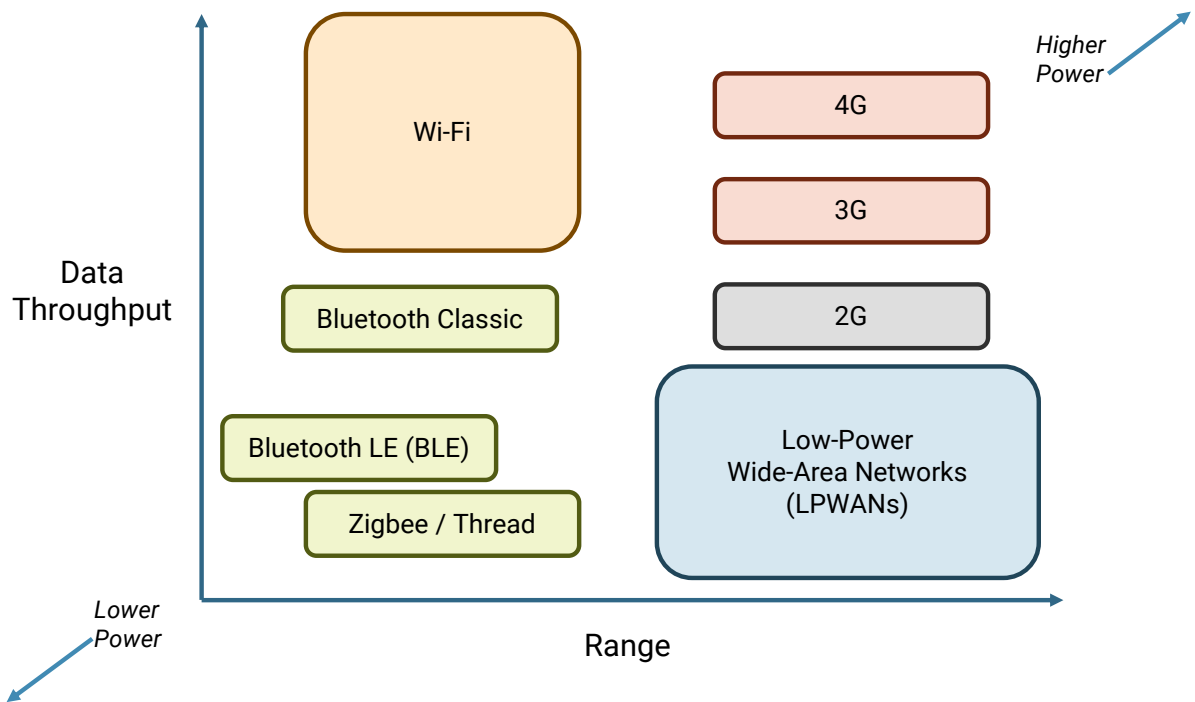 Higher
Power
4G
Wi-Fi
3G
Data
Throughput
Bluetooth Classic
2G
Bluetooth LE (BLE)
Low-Power
Wide-Area Networks
(LPWANs)
Zigbee / Thread
Lower
Power
Range